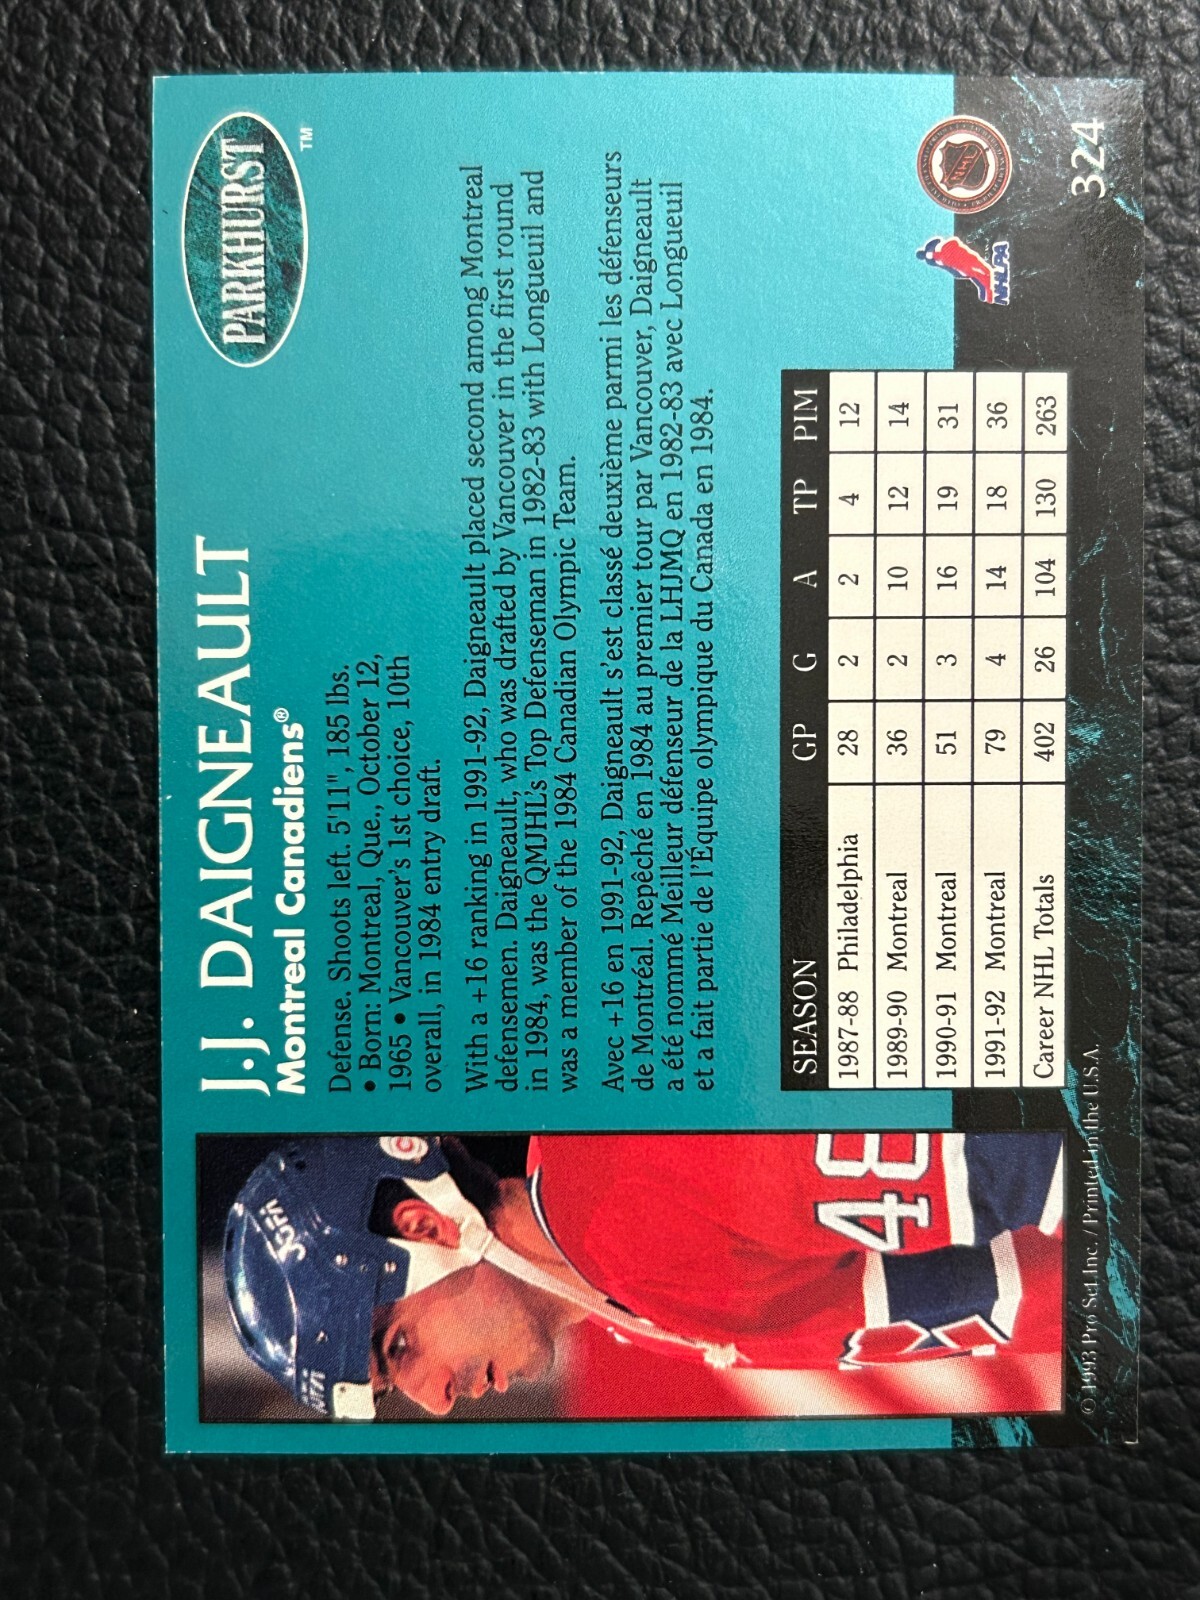 PARKHURST
TM
J.J. DAIGNEAULT
Montreal Canadiens®
Defense. Shoots left. 5'11", 185 lbs.
• Born: Montreal, Que., October 12,
1965 • Vancouver's 1st choice, 10th
overall, in 1984 entry draft.
With a +16 ranking in 1991-92, Daigneault placed second among Montreal
defensemen. Daigneault, who was drafted by Vancouver in the first round
in 1984, was the QMJHL's Top Defenseman in 1982-83 with Longueuil and
was a member of the 1984 Canadian Olympic Team.
Avec +16 en 1991-92, Daigneault s'est classé deuxième parmi les défenseurs
de Montréal. Repêché en 1984 au premier tour par Vancouver, Daigneault
a été nommé Meilleur défenseur de la LHJMQ en 1982-83 avec Longueuil
et a fait partie de l'Équipe olympique du Canada en 1984.
SEASON GP G A TP PIM
1987-88 Philadelphia 28 2 2 4 12
1989-90 Montreal 36 2 10 12 14
1990-91 Montreal 51 3 16 19 31
1991-92 Montreal 79 4 14 18 36
Career NHL Totals 402 26 104 130 263
NHLPA
NHL
324
© 1993 Pro Set Inc. / Printed in the U.S.A.
JOFA
48